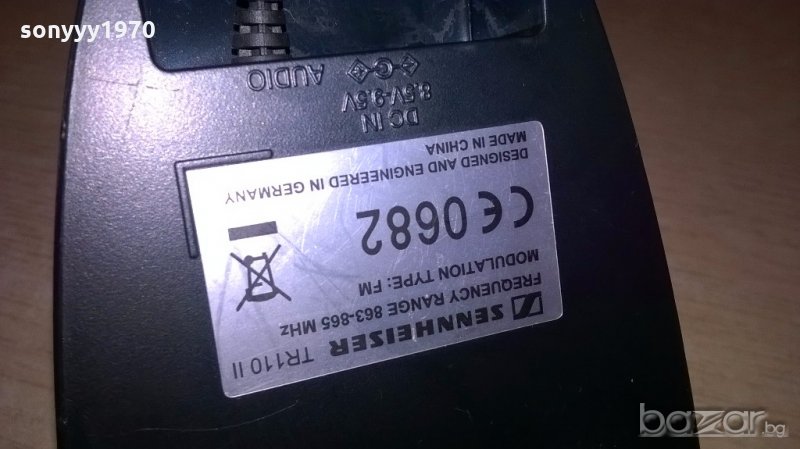 sonyyy1970
AUDIO
DC IN
8.5V-9.5V
SENNHEISER TR110 II
FREQUENCY RANGE 863-865 MHz
MODULATION TYPE: FM
CE 0682
DESIGNED AND ENGINEERED IN GERMANY
MADE IN CHINA
bazar.bg